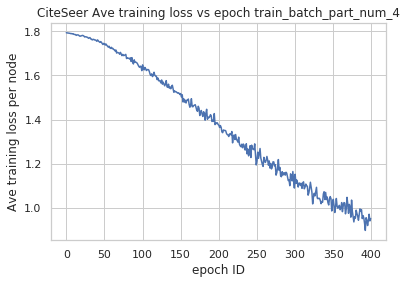 CiteSeer Ave training loss vs epoch train_batch_part_num_4
Ave training loss per node
1.8
1.6
1.4
1.2
1.0
0 50 100 150 200 250 300 350 400
epoch ID